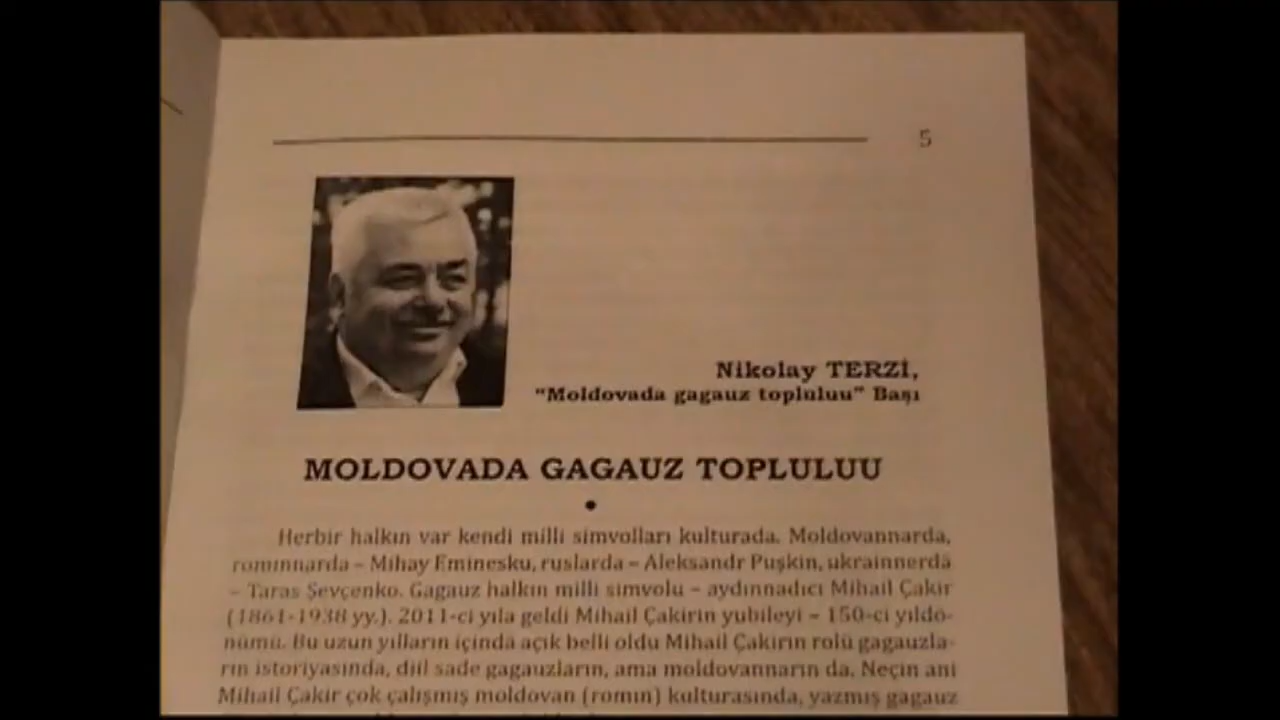 5
Nikolay TERZİ,
“Moldovada gagauz topluluu” Başı
MOLDOVADA GAGAUZ TOPLULUU
Herbir halkın var kendi milli simvolları kulturada. Moldovannarda,
rominnarda – Mihay Eminesku, ruslarda – Aleksandr Puşkin, ukrainnerdä
– Taras Şevçenko. Gagauz halkın milli simvolu – aydınnadıcı Mihail Çakir
(1861-1938 yy.). 2011-ci yıla geldi Mihail Çakirin yubileyi – 150-ci yıldö-
nümü. Bu uzun yılların içindä açık belli oldu Mihail Çakirin rolü gagauzla-
rın istoriyasında, diil sade gagauzların, ama moldovannarın da. Neçin ani
Mihail Çakir çok çalışmış moldovan (romın) kulturasında, yazmış gagauz